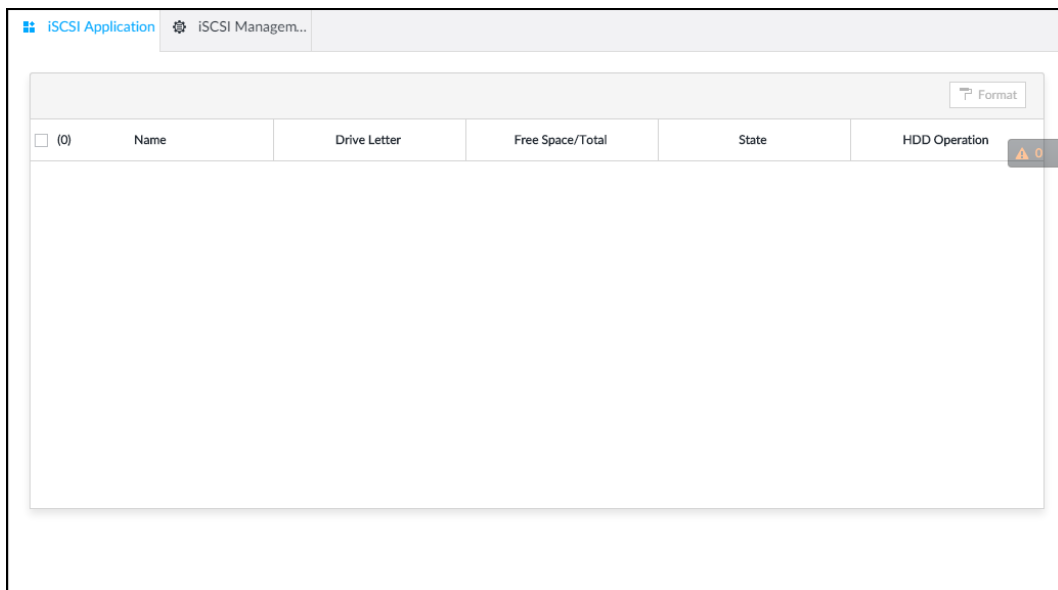 iSCSI Application iSCSI Managem...
Format
(0) Name Drive Letter Free Space/Total State HDD Operation
0